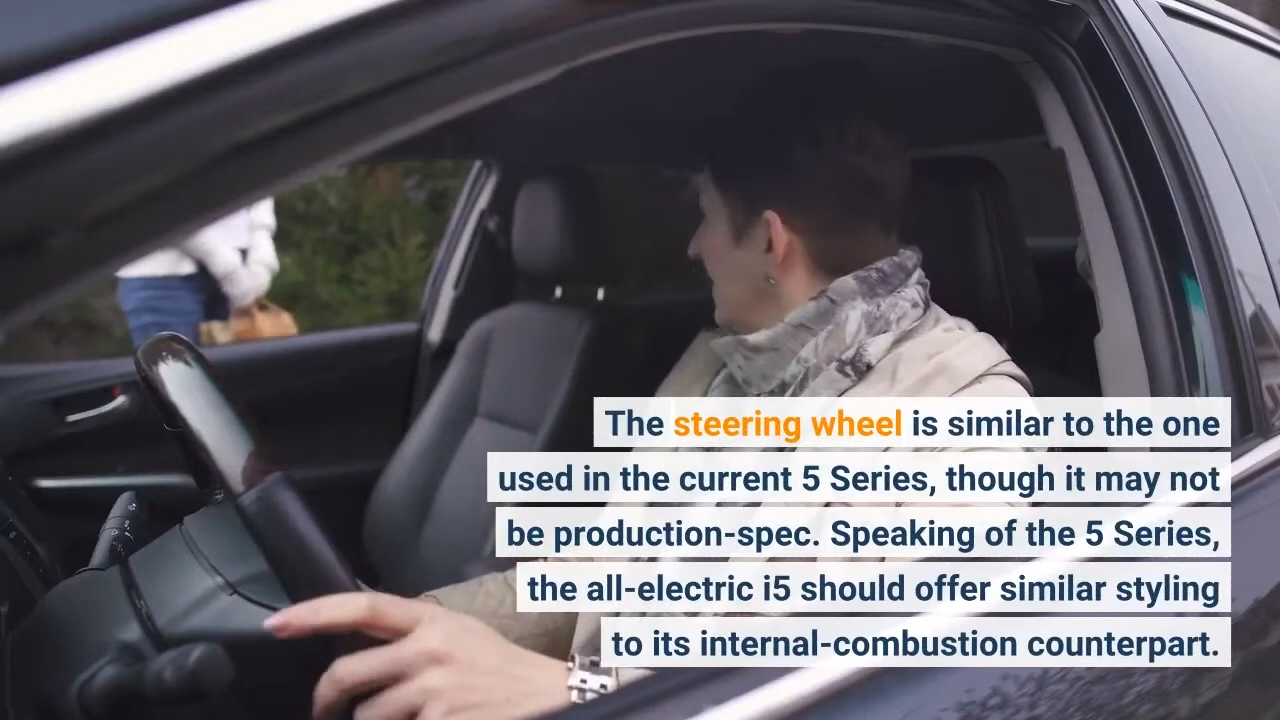 The steering wheel is similar to the one
used in the current 5 Series, though it may not
be production-spec. Speaking of the 5 Series,
the all-electric i5 should offer similar styling
to its internal-combustion counterpart.